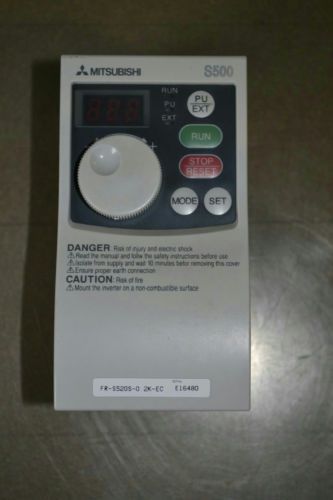 MITSUBISHI S500
RUN
PU
EXT
PU
EXT
RUN
STOP
RESET
MODE SET
DANGER: Risk of injury and electric shock
Read the manual and follw the safety instructions before use
Isolate from supply and wait 10 minutes befor removing this cover
Ensure proper earth connection
CAUTION: Risk of fire
Mount the inverter on a non-combustible surface
FR-S520S-0 2K-EC E16480